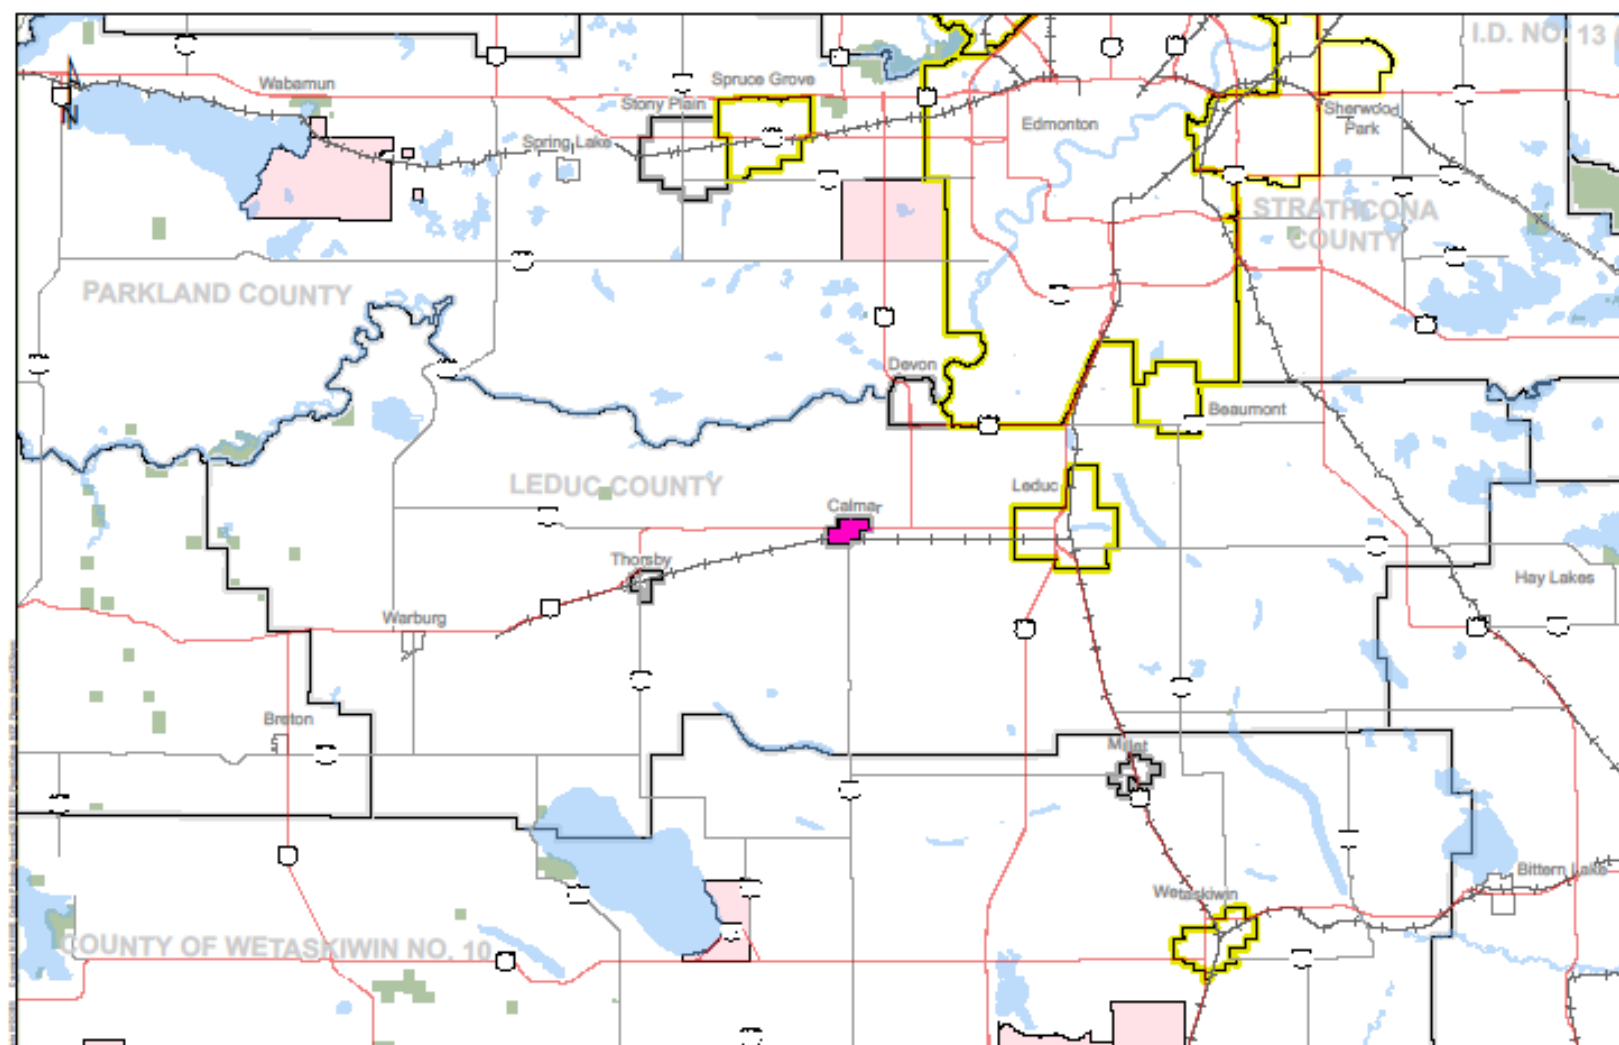 I.D. NO. 13
Wabamun
Spruce Grove
Stony Plain
Edmonton
Sherwood
Park
Spring Lake
STRATHCONA
COUNTY
PARKLAND COUNTY
Devon
Beaumont
LEDUC COUNTY
Leduc
Calmar
Thorsby
Hay Lakes
Warburg
Breton
Millet
Bittern Lake
Wetaskiwin
COUNTY OF WETASKIWIN NO. 10